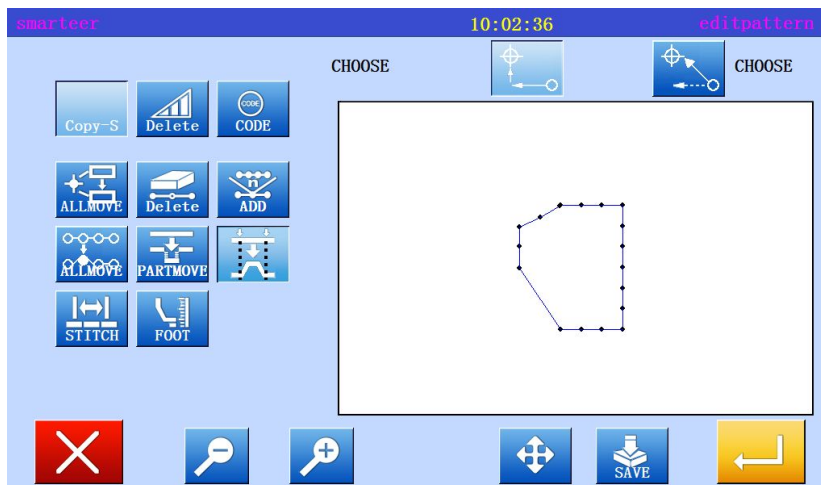 smarteer 10:02:36 editpattern
CHOOSE CHOOSE
Copy-S Delete CODE CODE
ALLMOVE Delete n ADD
ALLMOVE PARTMOVE
STITCH FOOT
SAVE